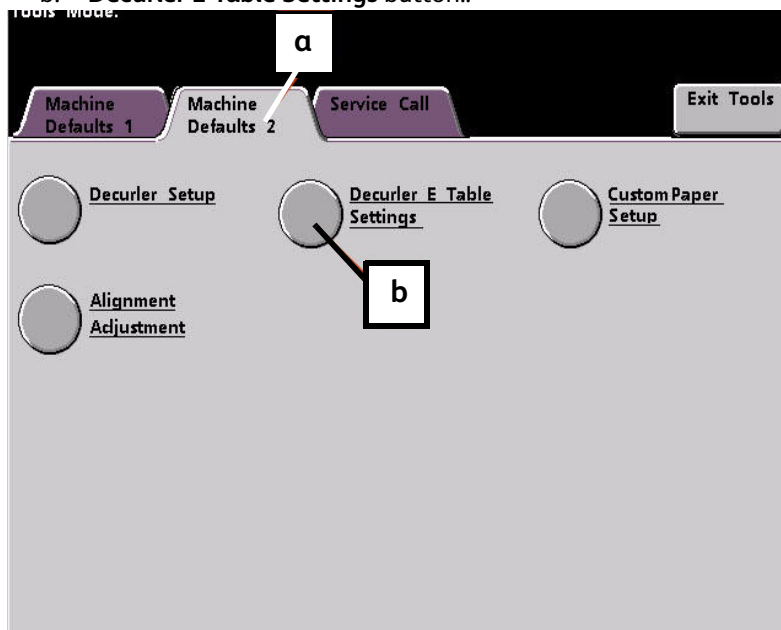 b. Decurler E Table Settings button...
Tools Mode.
a
Machine
Defaults 1
Machine
Defaults 2
Service Call
Exit Tools
Decurler Setup
Decurler E Table
Settings
Custom Paper
Setup
b
Alignment
Adjustment